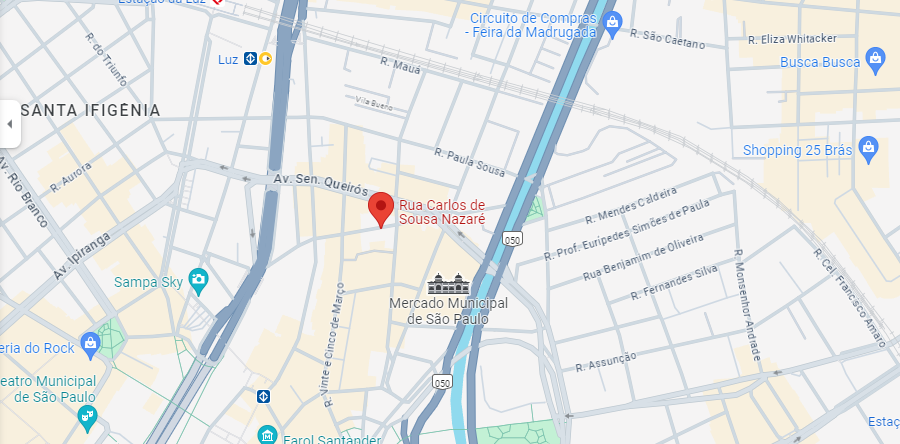 Estação da Luz
Circuito de Compras
- Feira da Madrugada
R. São Caetano
R. Eliza Whitacker
R. do Triunfo
Luz
R. Mauá
Busca Busca
Vila Bueno
SANTA IFIGÊNIA
R. Paula Sousa
Shopping 25 Brás
Av. Rio Branco
R. Aurora
Av. Sen. Queirós
Rua Carlos de
Sousa Nazaré
R. Mendes Caldeira
R. Prof. Eurípedes Simões de Paula
050
Av. Ipiranga
Rua Benjamim de Oliveira
R. Fernandes Silva
R. Monsenhor Andrade
R. Cel. Francisco Amaro
Sampa Sky
R. Vinte e Cinco de Março
Mercado Municipal
de São Paulo
eria do Rock
R. Assunção
050
eatro Municipal
de São Paulo
Estaç
Farol Santander